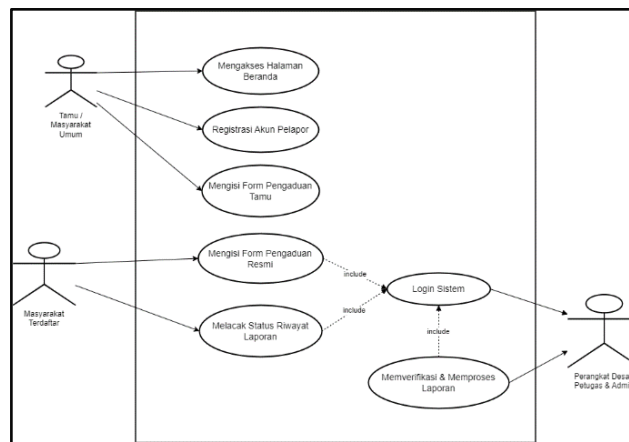 Mengakses Halaman
Beranda
Tamu /
Masyarakat
Umum
Registrasi Akun Pelapor
Mengisi Form Pengaduan
Tamu
Mengisi Form Pengaduan
Resmi
include
Login Sistem
Masyarakat
Terdaftar
include
Melacak Status Riwayat
Laporan
include
Memverifikasi & Memproses
Laporan
Perangkat Desa
Petugas & Admi